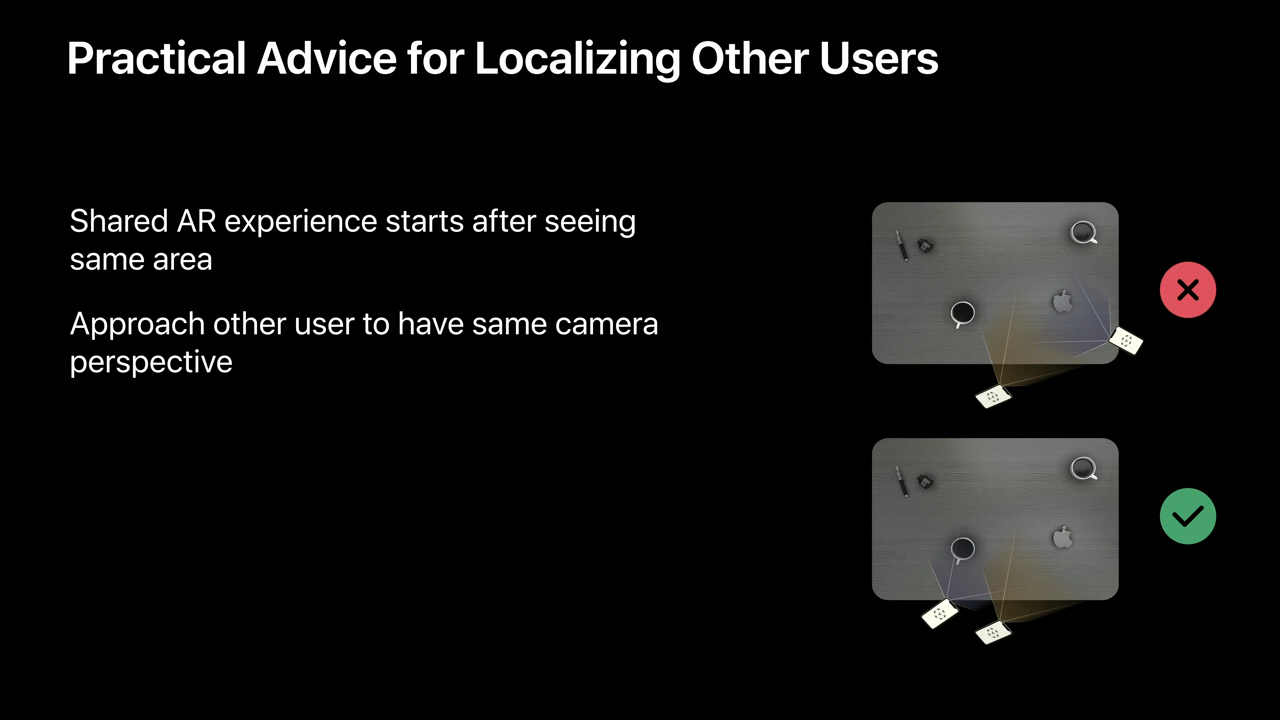 Practical Advice for Localizing Other Users
Shared AR experience starts after seeing
same area
Approach other user to have same camera
perspective